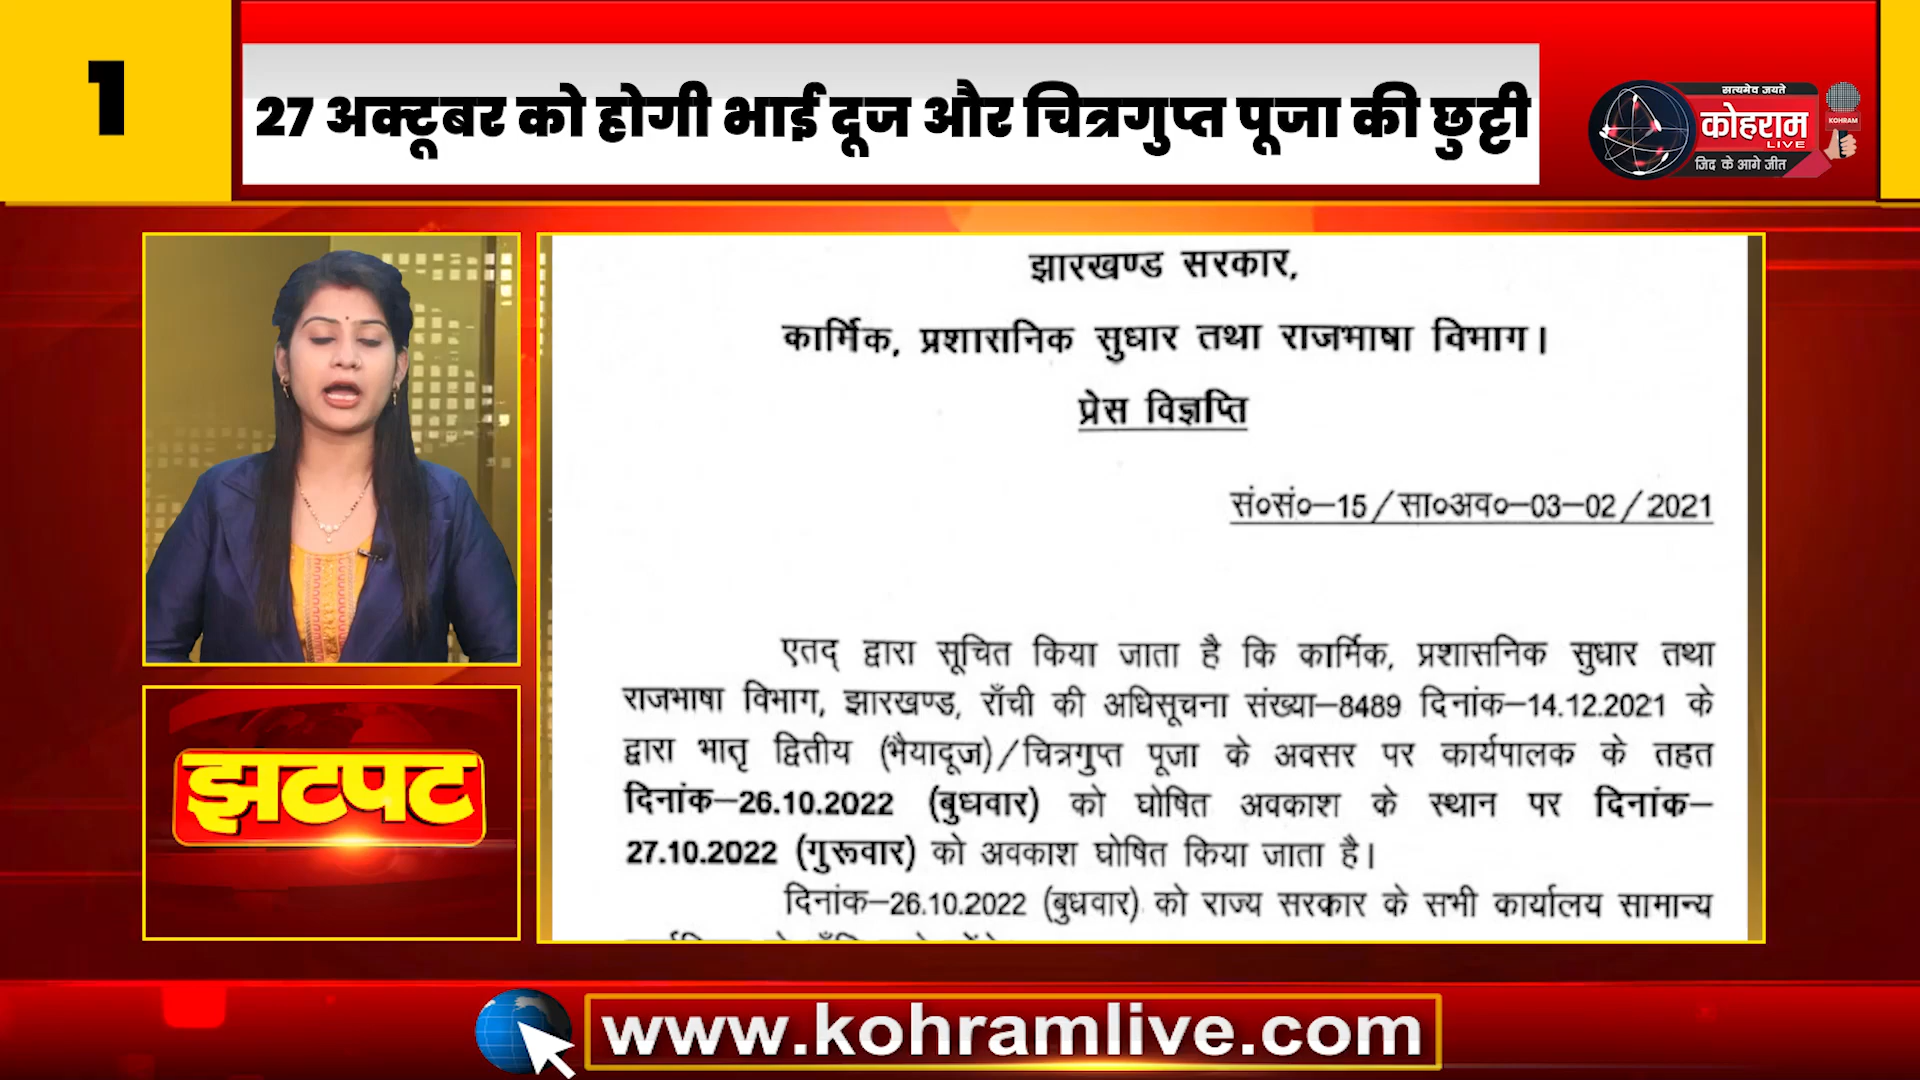 1
27 अक्टूबर को होगी भाई दूज और चित्रगुप्त पूजा की छुट्टी
सत्यमेव जयते
कोहराम
LIVE
जिद के आगे जीत
KOHRAM
झारखण्ड सरकार,
कार्मिक, प्रशासनिक सुधार तथा राजभाषा विभाग।
प्रेस विज्ञप्ति
सं०सं०–15/सा०अव०–03–02/2021
एतद् द्वारा सूचित किया जाता है कि कार्मिक, प्रशासनिक सुधार तथा
राजभाषा विभाग, झारखण्ड, राँची की अधिसूचना संख्या–8489 दिनांक–14.12.2021 के
द्वारा भातृ द्वितीय (भैयादूज)/चित्रगुप्त पूजा के अवसर पर कार्यपालक के तहत
दिनांक–26.10.2022 (बुधवार) को घोषित अवकाश के स्थान पर दिनांक–
27.10.2022 (गुरूवार) को अवकाश घोषित किया जाता है।
दिनांक–26.10.2022 (बुधवार) को राज्य सरकार के सभी कार्यालय सामान्य
झटपट
www.kohramlive.com